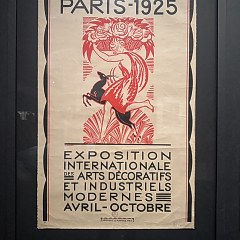 PARIS-1925
EXPOSITION
INTERNATIONALE
DES ARTS DÉCORATIFS
ET INDUSTRIELS
MODERNES
AVRIL-OCTOBRE